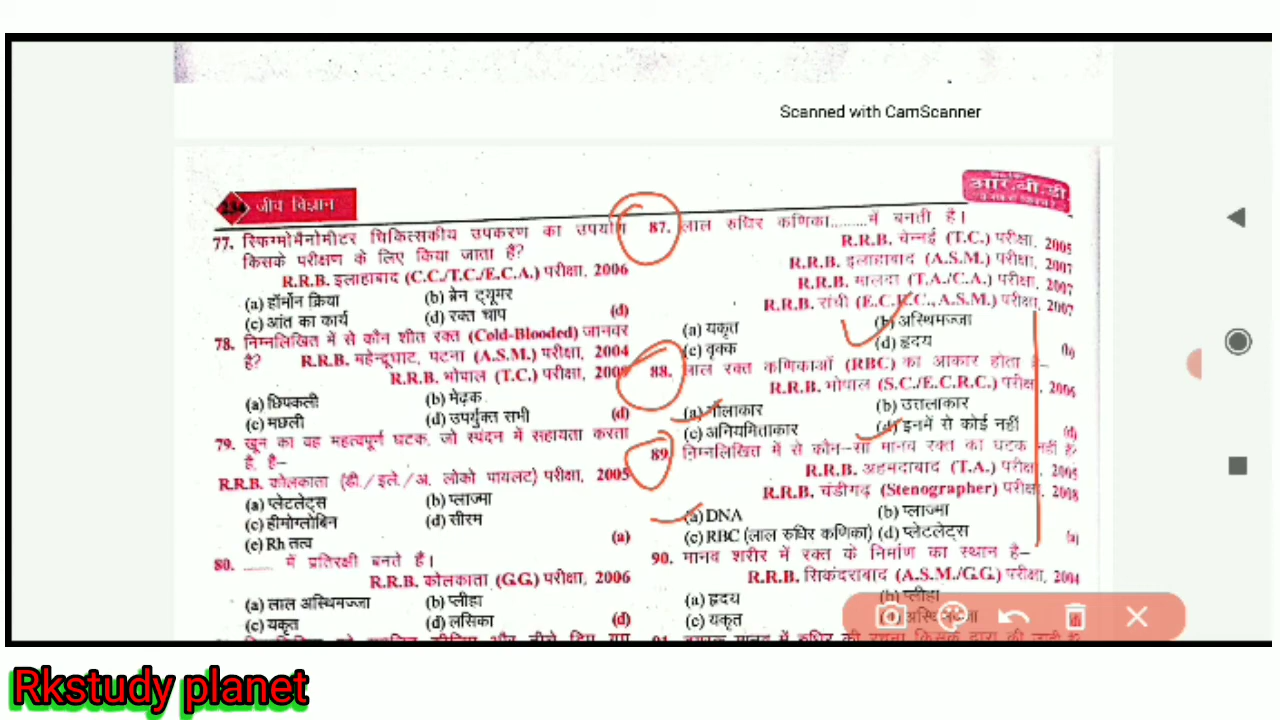 Scanned with CamScanner
234 जीव विज्ञान
आर.बी.डी
77. स्फिग्मोमैनोमीटर चिकित्सकीय उपकरण का उपयोग
किसके परीक्षण के लिए किया जाता है?
R.R.B. इलाहाबाद (C.C./T.C./E.C.A.) परीक्षा, 2006
(a) हॉर्मोन क्रिया (b) ब्रेन ट्यूमर
(c) आंत का कार्य (d) रक्त चाप (d)
78. निम्नलिखित में से कौन शीत रक्त (Cold-Blooded) जानवर
है? R.R.B. महेन्द्रूघाट, पटना (A.S.M.) परीक्षा, 2004
R.R.B. भोपाल (T.C.) परीक्षा,
(a) छिपकली (b) मेढ़क
(c) मछली (d) उपर्युक्त सभी (d)
79. खून का वह महत्वपूर्ण घटक, जो स्पंदन में सहायता करता
है, है–
R.R.B. कोलकाता (डी./इले./अ. लोको पायलट) परीक्षा, 2005
(a) प्लेटलेट्स (b) प्लाज्मा
(c) हीमोग्लोबिन (d) सीरम
(e) Rh तत्व (a)
80. ..... में प्रतिरक्षी बनते हैं।
R.R.B. कोलकाता (G.G.) परीक्षा, 2006
(a) लाल अस्थिमज्जा (b) प्लीहा
(c) यकृत (d) लसिका (d)
87. लाल रुधिर कणिका.........में बनती है।
R.R.B. चेन्नई (T.C.) परीक्षा, 2005
R.R.B. इलाहाबाद (A.S.M.) परीक्षा, 2007
R.R.B. मालदा (T.A./C.A.) परीक्षा, 2007
R.R.B. रांची (E.C.R.C., A.S.M.) परीक्षा, 2007
(a) यकृत (b) अस्थिमज्जा
(c) वृक्क (d) हृदय (b)
88. लाल रक्त कणिकाओं (RBC) का आकार होता है–
R.R.B. भोपाल (S.C./E.C.R.C.) परीक्षा, 2006
(a) गोलाकार (b) उत्तलाकार
(c) अनियमिताकार (d) इनमें से कोई नहीं (d)
89. निम्नलिखित में से कौन-सा मानव रक्त का घटक नहीं है?
R.R.B. अहमदाबाद (T.A.) परीक्षा, 2005
R.R.B. चंडीगढ़ (Stenographer) परीक्षा, 2008
(a) DNA (b) प्लाज्मा
(c) RBC (लाल रुधिर कणिका) (d) प्लेटलेट्स (a)
90. मानव शरीर में रक्त के निर्माण का स्थान है–
R.R.B. सिकंदराबाद (A.S.M./G.G.) परीक्षा, 2004
(a) हृदय (b) प्लीहा
(c) यकृत (d) अस्थिमज्जा
Rkstudy planet